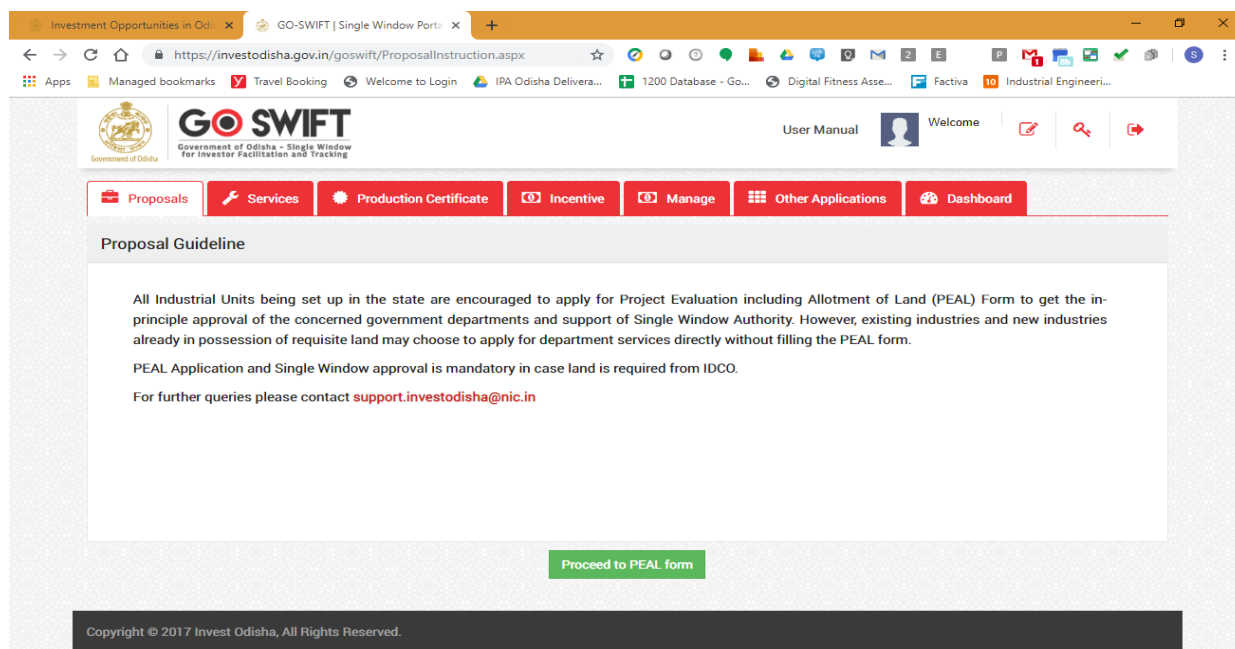 Investment Opportunities in Odi
GO-SWIFT | Single Window Porta
https://investodisha.gov.in/goswift/ProposalInstruction.aspx
Apps
Managed bookmarks
Travel Booking
Welcome to Login
IPA Odisha Delivera...
1200 Database - Go...
Digital Fitness Asse...
Factiva
Industrial Engineeri...
GO SWIFT
Government of Odisha - Single Window
for Investor Facilitation and Tracking
Government of Odisha
User Manual
Welcome
Proposals
Services
Production Certificate
Incentive
Manage
Other Applications
Dashboard
Proposal Guideline
All Industrial Units being set up in the state are encouraged to apply for Project Evaluation including Allotment of Land (PEAL) Form to get the in-
principle approval of the concerned government departments and support of Single Window Authority. However, existing industries and new industries
already in possession of requisite land may choose to apply for department services directly without filling the PEAL form.
PEAL Application and Single Window approval is mandatory in case land is required from IDCO.
For further queries please contact support.investodisha@nic.in
Proceed to PEAL form
Copyright © 2017 Invest Odisha, All Rights Reserved.